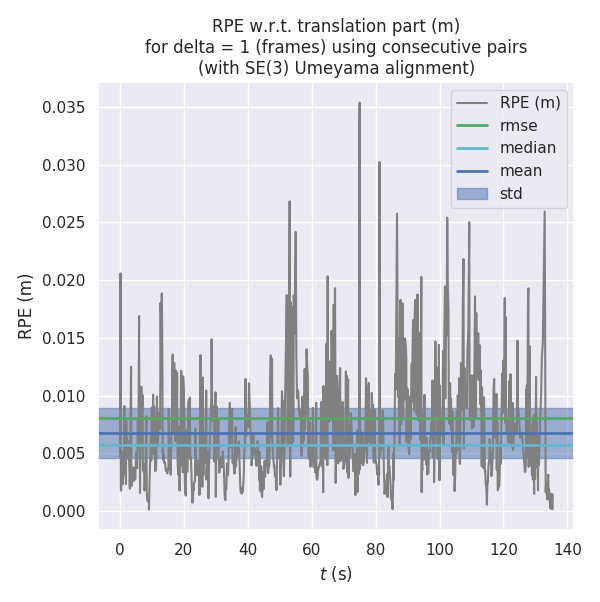 RPE w.r.t. translation part (m)
for delta = 1 (frames) using consecutive pairs
(with SE(3) Umeyama alignment)
RPE (m)
rmse
median
mean
std
RPE (m)
0.035
0.030
0.025
0.020
0.015
0.010
0.005
0.000
0 20 40 60 80 100 120 140
t (s)